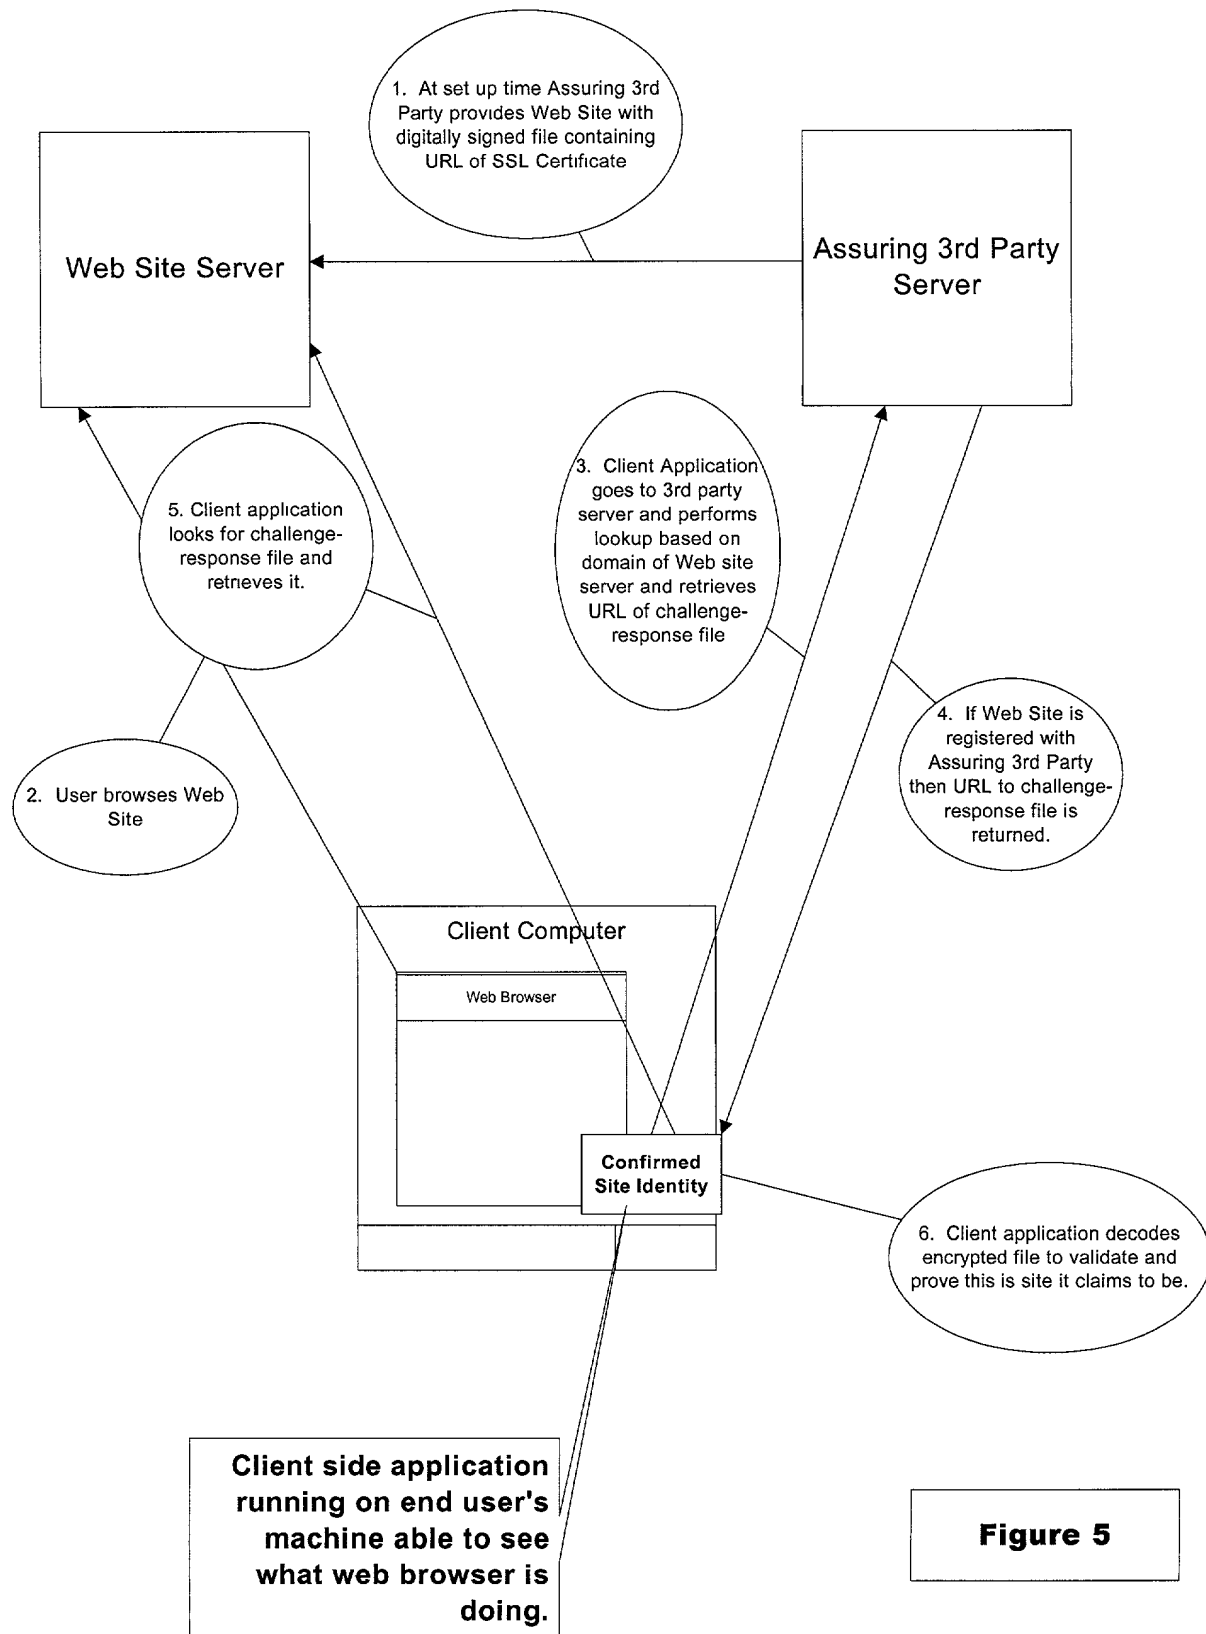 1. At set up time Assuring 3rd
Party provides Web Site with
digitally signed file containing
URL of SSL Certificate
Web Site Server
Assuring 3rd Party
Server
5. Client application
looks for challenge-
response file and
retrieves it.
3. Client Application
goes to 3rd party
server and performs
lookup based on
domain of Web site
server and retrieves
URL of challenge-
response file
2. User browses Web
Site
4. If Web Site is
registered with
Assuring 3rd Party
then URL to challenge-
response file is
returned.
Client Computer
Web Browser
Confirmed
Site Identity
6. Client application decodes
encrypted file to validate and
prove this is site it claims to be.
Client side application
running on end user's
machine able to see
what web browser is
doing.
Figure 5